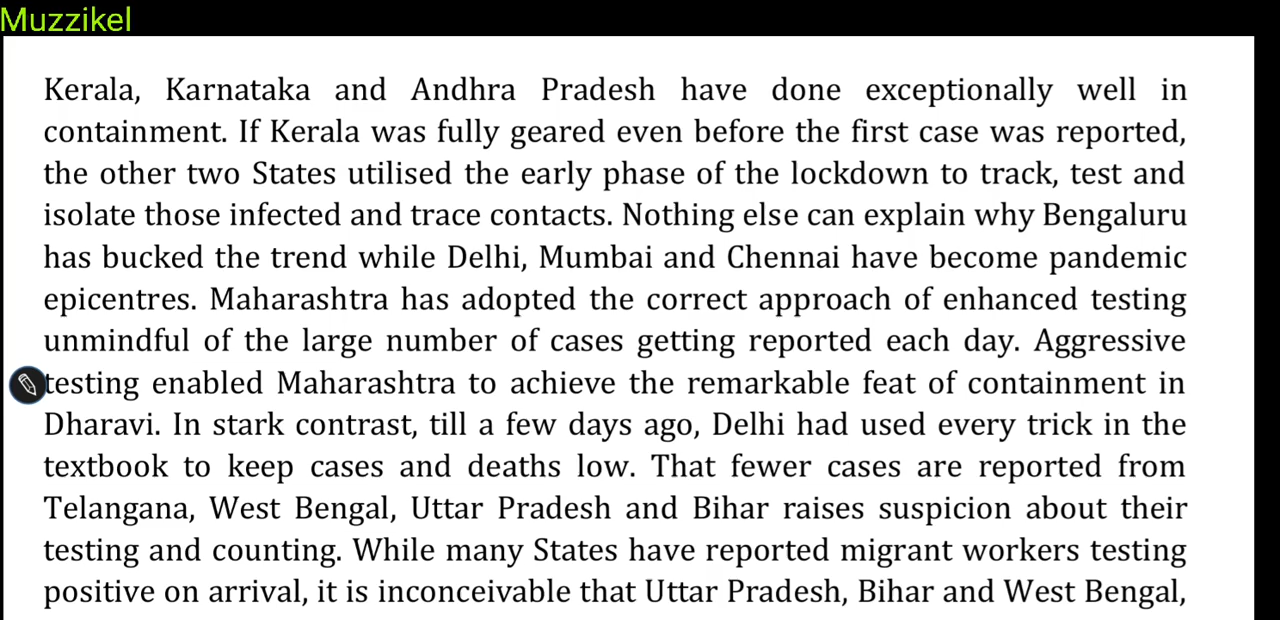 Muzzikel
Kerala, Karnataka and Andhra Pradesh have done exceptionally well in
containment. If Kerala was fully geared even before the first case was reported,
the other two States utilised the early phase of the lockdown to track, test and
isolate those infected and trace contacts. Nothing else can explain why Bengaluru
has bucked the trend while Delhi, Mumbai and Chennai have become pandemic
epicentres. Maharashtra has adopted the correct approach of enhanced testing
unmindful of the large number of cases getting reported each day. Aggressive
testing enabled Maharashtra to achieve the remarkable feat of containment in
Dharavi. In stark contrast, till a few days ago, Delhi had used every trick in the
textbook to keep cases and deaths low. That fewer cases are reported from
Telangana, West Bengal, Uttar Pradesh and Bihar raises suspicion about their
testing and counting. While many States have reported migrant workers testing
positive on arrival, it is inconceivable that Uttar Pradesh, Bihar and West Bengal,